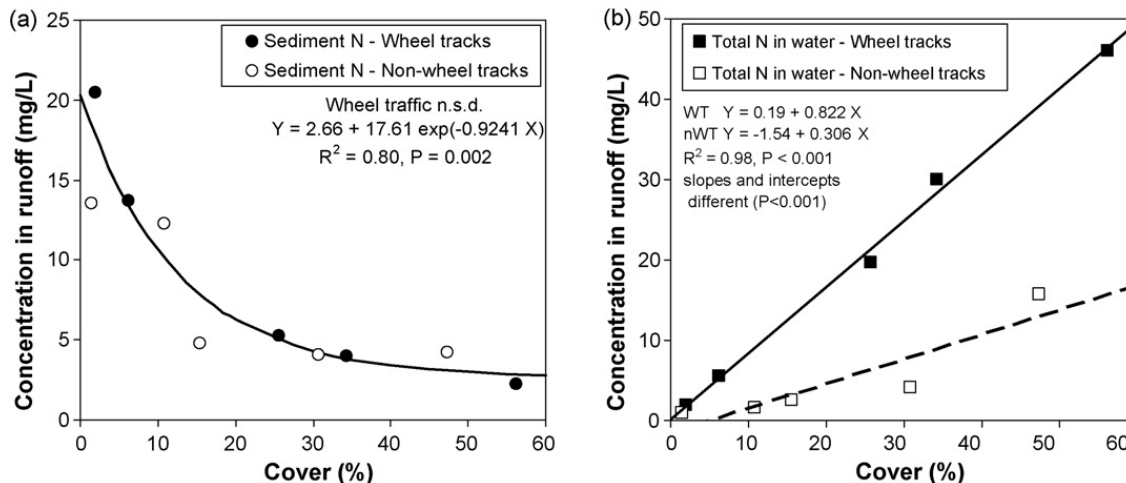 (a)
Sediment N - Wheel tracks
Sediment N - Non-wheel tracks
Wheel traffic n.s.d.
Y = 2.66 + 17.61 exp(-0.9241 X)
R² = 0.80, P = 0.002
Concentration in runoff (mg/L)
25
20
15
10
5
0
0 10 20 30 40 50 60
Cover (%)
(b)
Total N in water - Wheel tracks
Total N in water - Non-wheel tracks
WT Y = 0.19 + 0.822 X
nWT Y = -1.54 + 0.306 X
R² = 0.98, P < 0.001
slopes and intercepts
different (P<0.001)
Concentration in runoff (mg/L)
50
40
30
20
10
0
0 10 20 30 40 50 60
Cover (%)